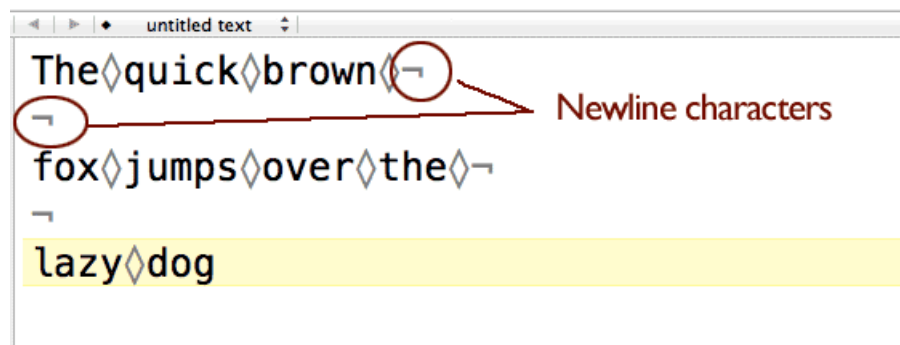 untitled text
The◊quick◊brown◊¬
¬
Newline characters
fox◊jumps◊over◊the◊¬
¬
lazy◊dog